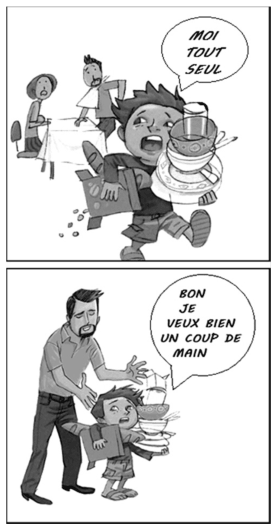 MOI
TOUT
SEUL
BON
JE
VEUX BIEN
UN COUP DE
MAIN